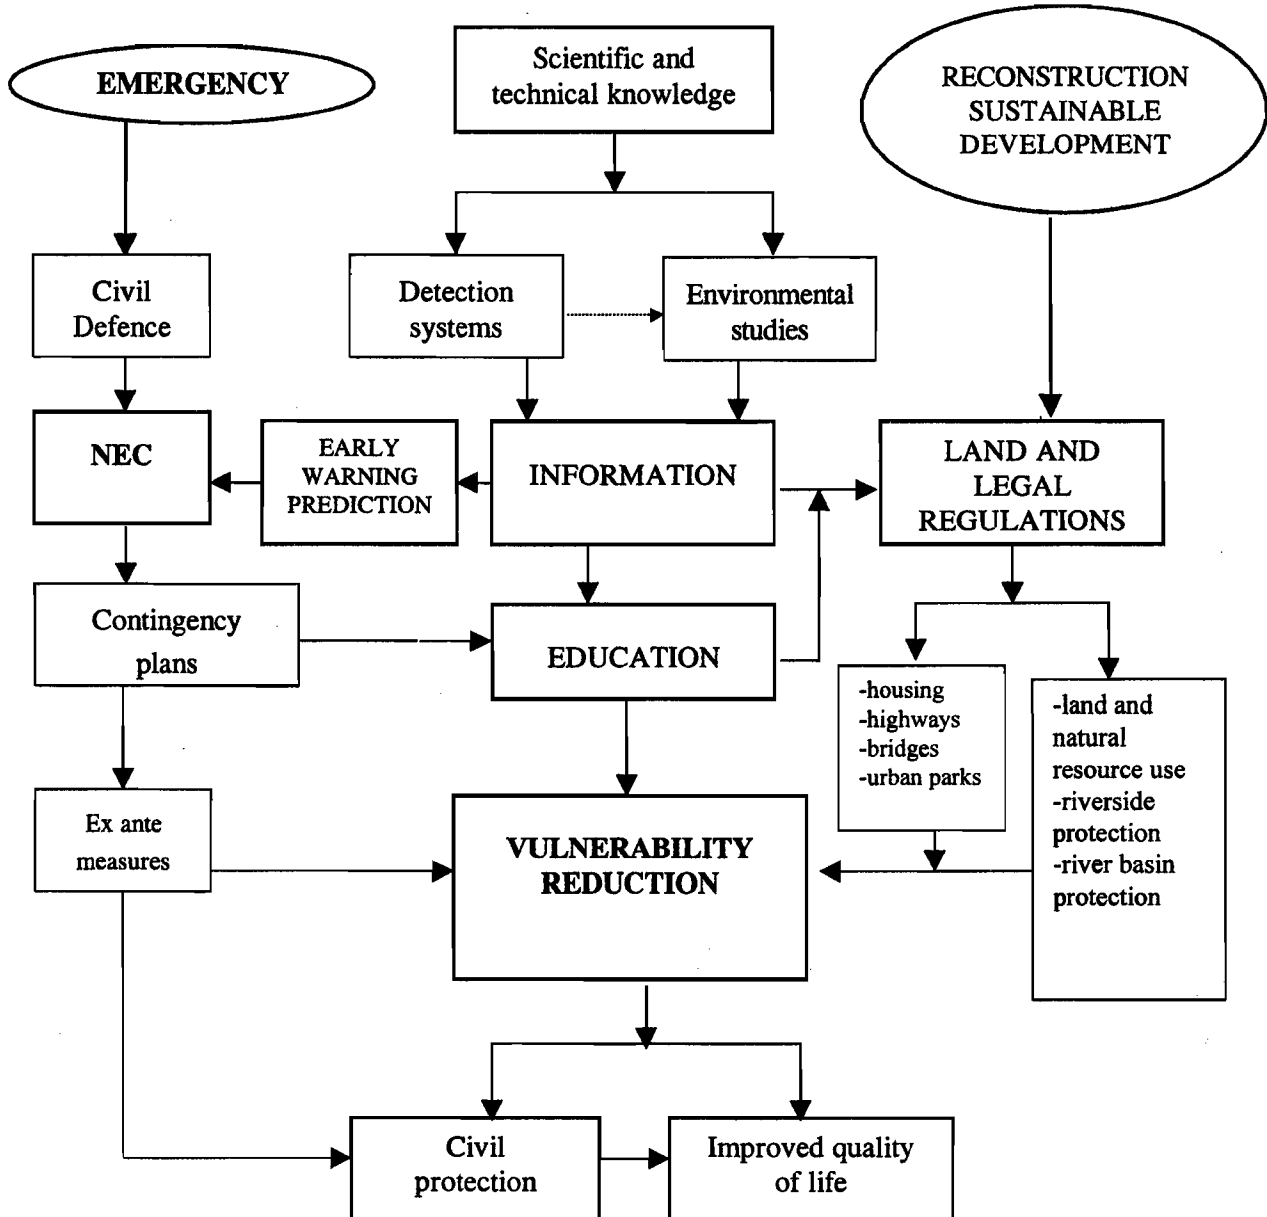 EMERGENCY
Scientific and
technical knowledge
RECONSTRUCTION
SUSTAINABLE
DEVELOPMENT
Civil
Defence
Detection
systems
Environmental
studies
NEC
EARLY
WARNING
PREDICTION
INFORMATION
LAND AND
LEGAL
REGULATIONS
Contingency
plans
EDUCATION
-housing
-highways
-bridges
-urban parks
-land and
natural
resource use
-riverside
protection
-river basin
protection
Ex ante
measures
VULNERABILITY
REDUCTION
Civil
protection
Improved quality
of life